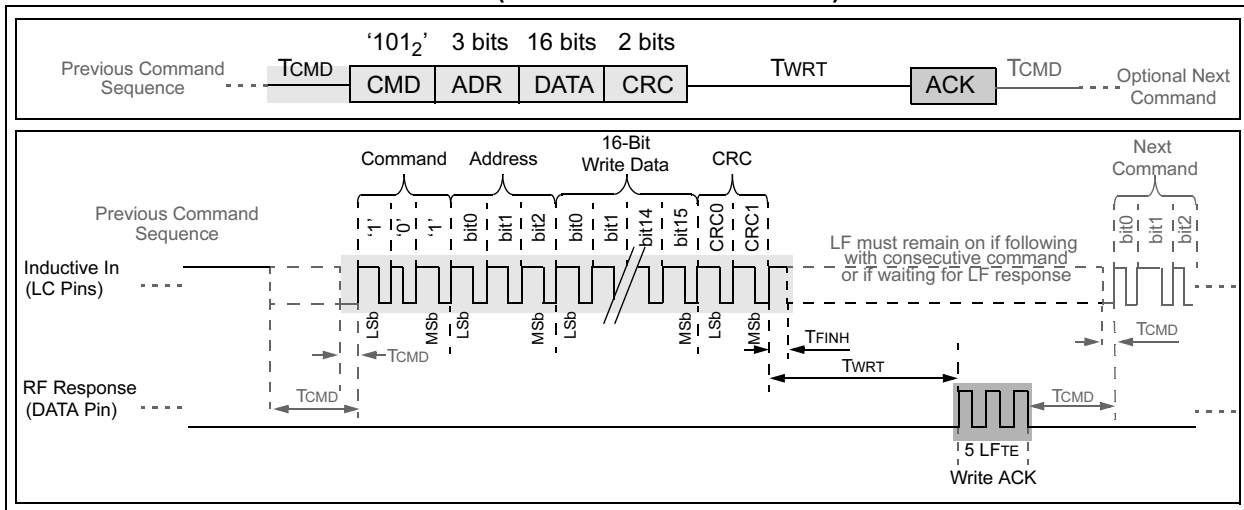 '101₂' 3 bits 16 bits 2 bits
Previous Command
Sequence
TCMD
CMD ADR DATA CRC
TWRT
ACK
TCMD
Optional Next
Command
Command
Address
16-Bit
Write Data
CRC
Next
Command
Previous Command
Sequence
'1' '0' '1' bit0 bit1 bit2 bit0 bit1 bit14 bit15 CRC0 CRC1
bit0 bit1 bit2
LF must remain on if following
with consecutive command
or if waiting for LF response
Inductive In
(LC Pins)
LSb MSb LSb MSb LSb MSb LSb MSb
TCMD
TFINH
TCMD
TWRT
RF Response
(DATA Pin)
TCMD
TCMD
5 LFTE
Write ACK